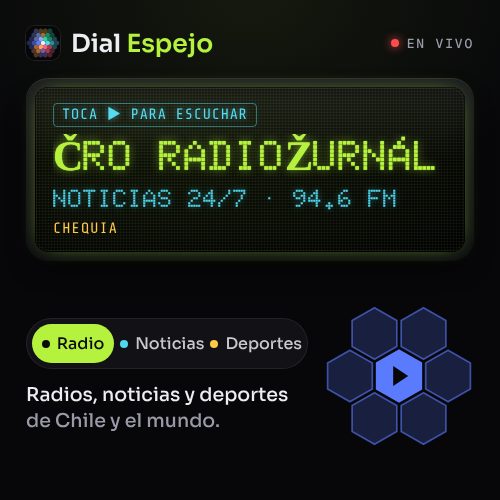 Dial Espejo
EN VIVO
TOCA ▶ PARA ESCUCHAR
ČRO RADIOŽURNÁL
NOTICIAS 24/7 · 94,6 FM
CHEQUIA
Radio Noticias Deportes
Radios, noticias y deportes
de Chile y el mundo.